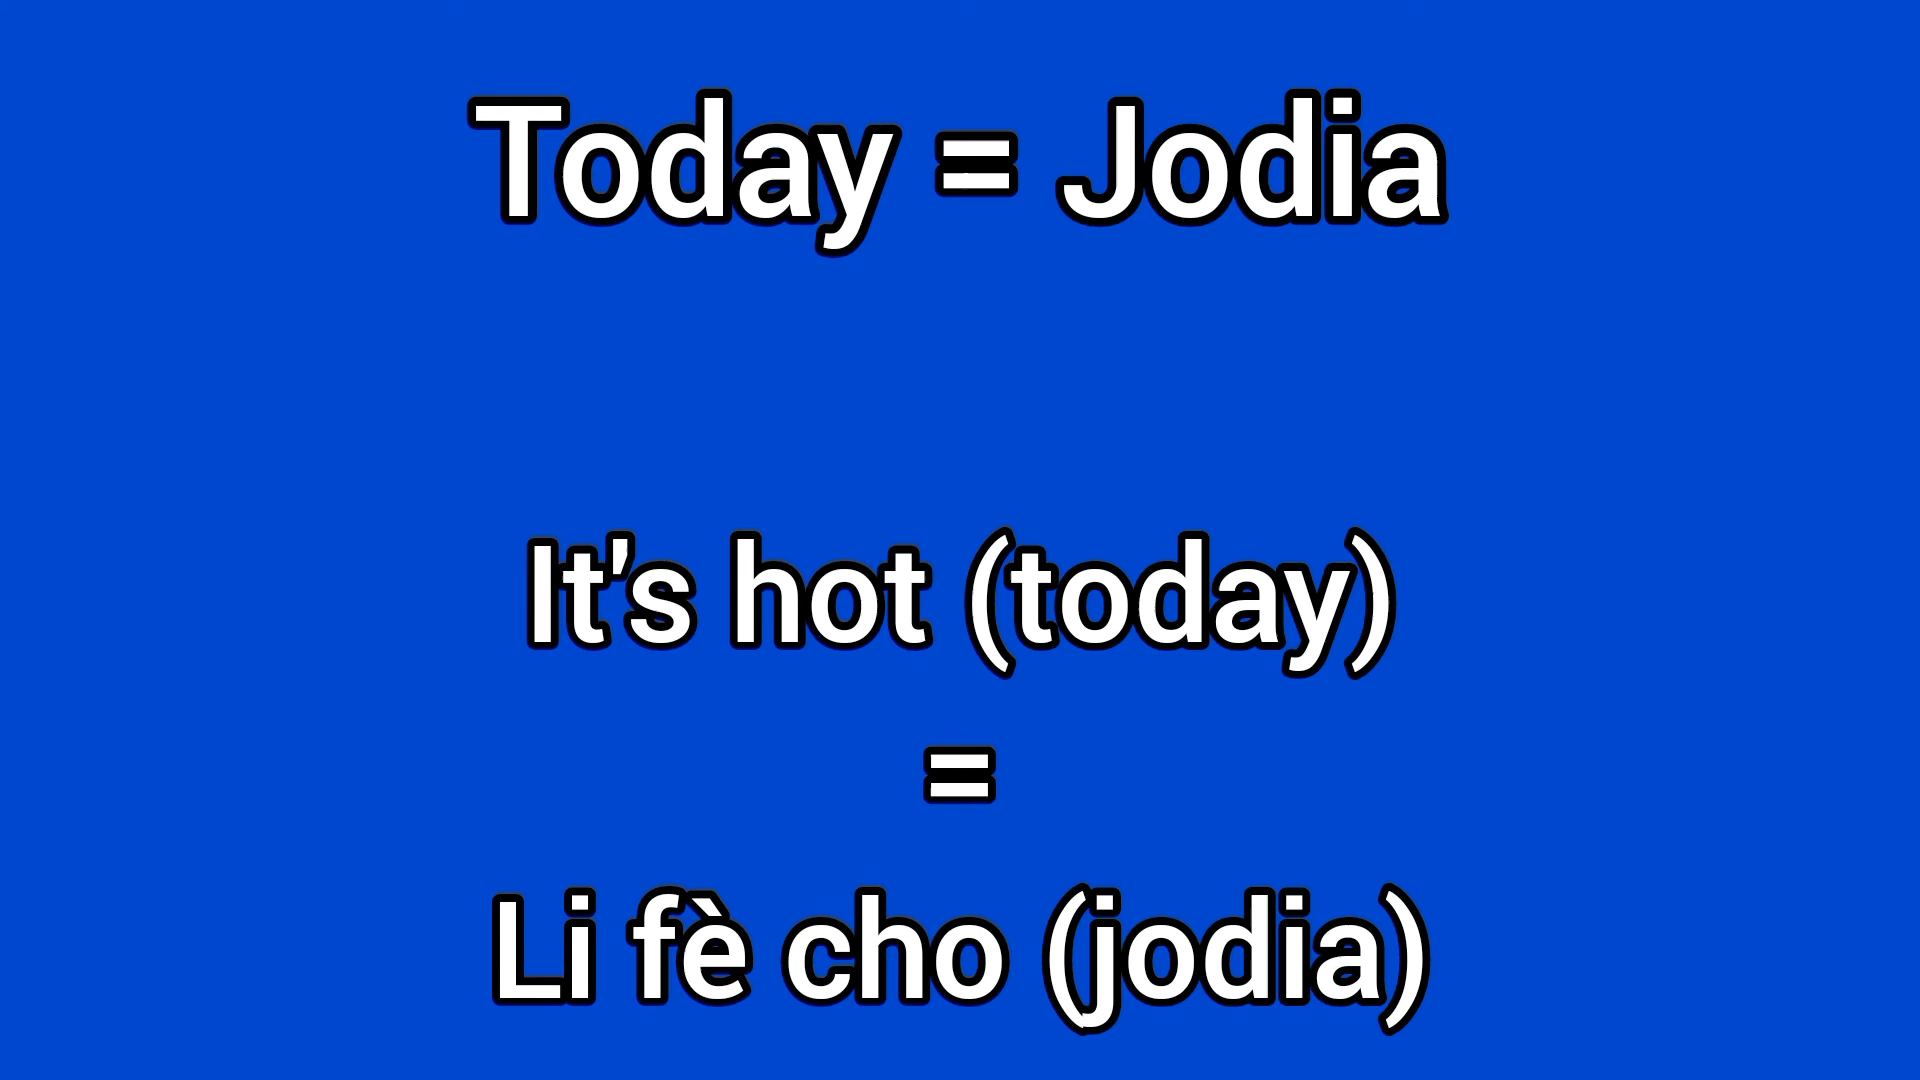 Today = Jodia
It's hot (today)
=
Li fè cho (jodia)